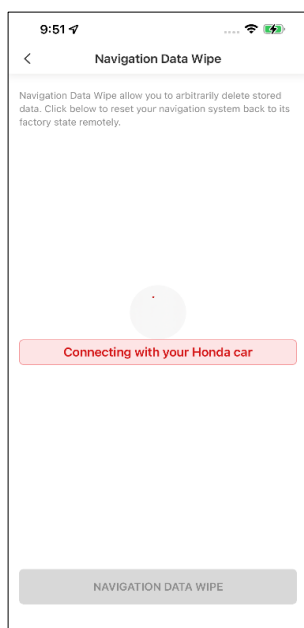 9:51
Navigation Data Wipe
Navigation Data Wipe allow you to arbitrarily delete stored
data. Click below to reset your navigation system back to its
factory state remotely.
Connecting with your Honda car
NAVIGATION DATA WIPE